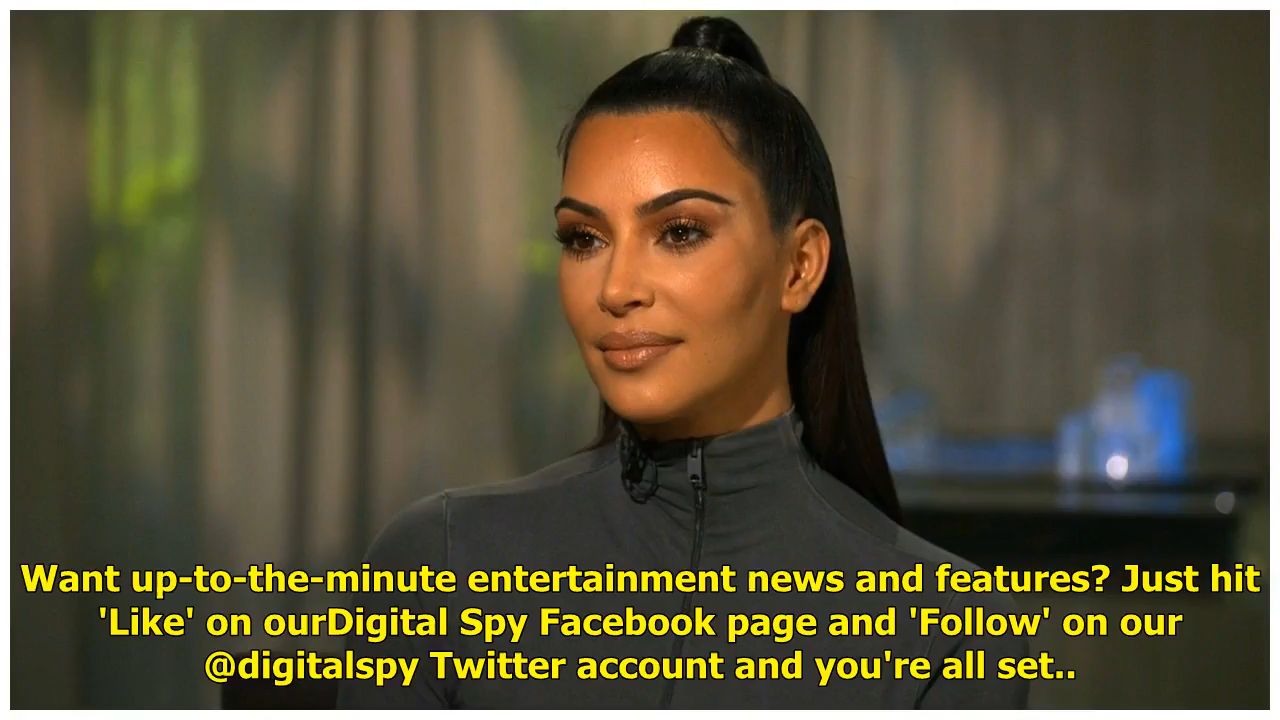 Want up-to-the-minute entertainment news and features? Just hit
'Like' on ourDigital Spy Facebook page and 'Follow' on our
@digitalspy Twitter account and you're all set..